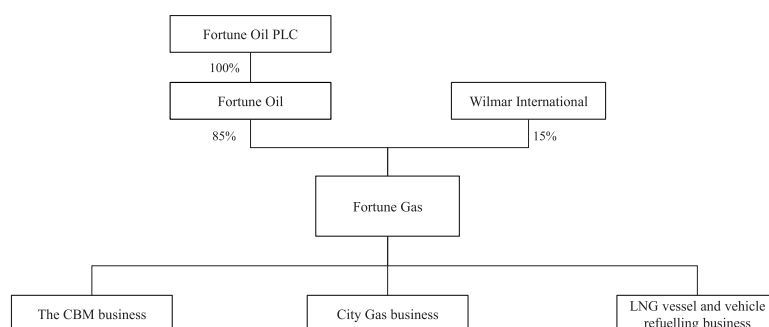 Fortune Oil PLC
100%
Fortune Oil
Wilmar International
85%
15%
Fortune Gas
The CBM business
City Gas business
LNG vessel and vehicle
refuelling business